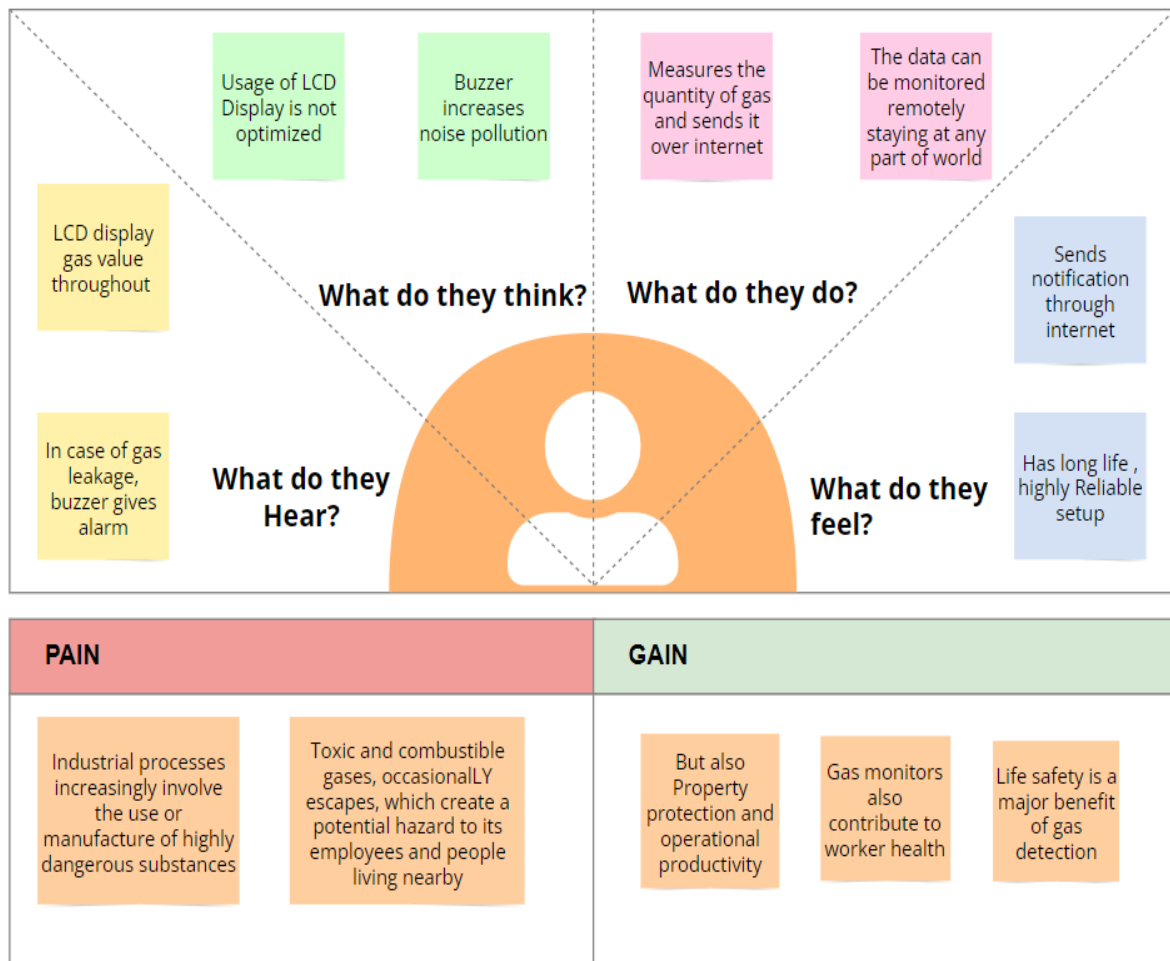 Usage of LCD
Display is not
optimized
Buzzer
increases
noise pollution
Measures the
quantity of gas
and sends it
over internet
The data can
be monitored
remotely
staying at any
part of world
LCD display
gas value
throughout
Sends
notification
through
internet
What do they think?
What do they do?
In case of gas
leakage,
buzzer gives
alarm
What do they
Hear?
What do they
feel?
Has long life ,
highly Reliable
setup
PAIN
GAIN
Industrial processes
increasingly involve
the use or
manufacture of highly
dangerous substances
Toxic and combustible
gases, occasionalLY
escapes, which create a
potential hazard to its
employees and people
living nearby
But also
Property
protection and
operational
productivity
Gas monitors
also
contribute to
worker health
Life safety is a
major benefit
of gas
detection